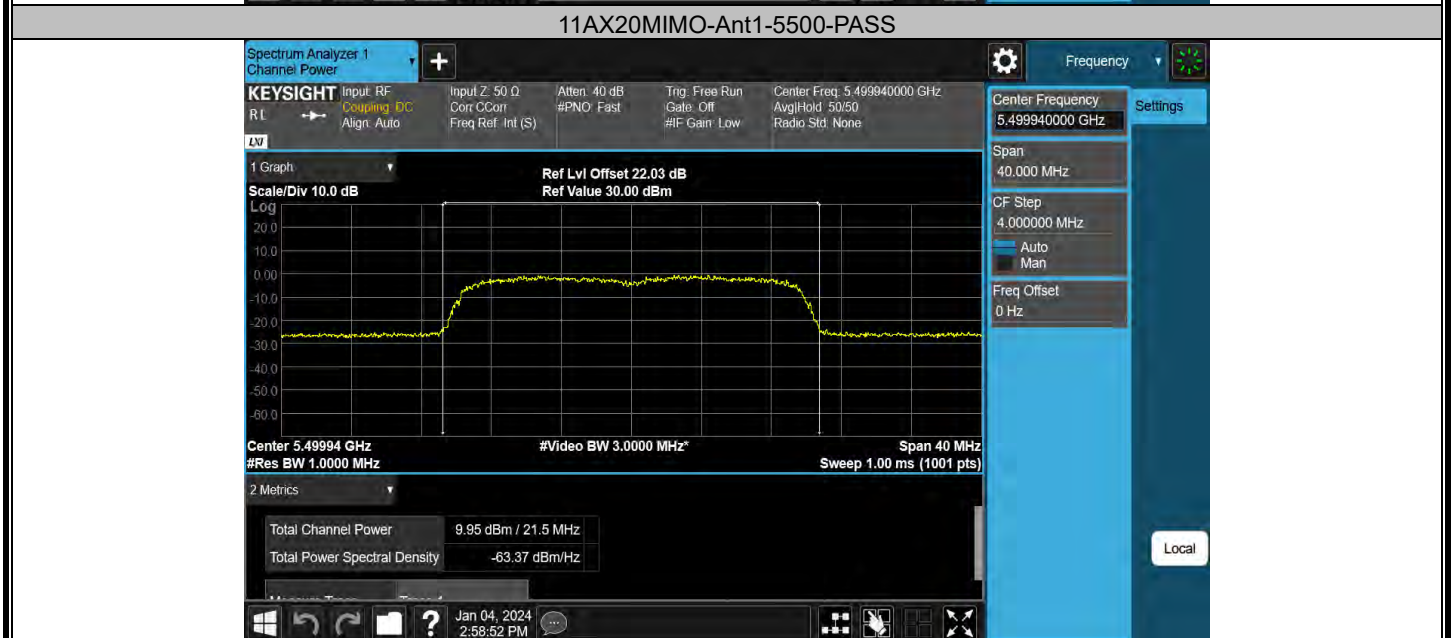 11AX20MIMO-Ant1-5500-PASS
Spectrum Analyzer 1
Channel Power
+
Frequency
KEYSIGHT
RL
LXI
Input: RF
Coupling: DC
Align: Auto
Input Z: 50 Ω
Corr CCorr
Freq Ref: Int (S)
Atten: 40 dB
#PNO: Fast
Trig: Free Run
Gate: Off
#IF Gain: Low
Center Freq: 5.499940000 GHz
Avg|Hold: 50/50
Radio Std: None
Center Frequency
5.499940000 GHz
Settings
Span
40.000 MHz
CF Step
4.000000 MHz
Auto
Man
Freq Offset
0 Hz
1 Graph
Scale/Div 10.0 dB
Ref Lvl Offset 22.03 dB
Ref Value 30.00 dBm
Log
20.0
10.0
0.00
-10.0
-20.0
-30.0
-40.0
-50.0
-60.0
Center 5.49994 GHz
#Video BW 3.0000 MHz*
Span 40 MHz
#Res BW 1.0000 MHz
Sweep 1.00 ms (1001 pts)
2 Metrics
Total Channel Power 9.95 dBm / 21.5 MHz
Total Power Spectral Density -63.37 dBm/Hz
Local
?
Jan 04, 2024
2:58:52 PM